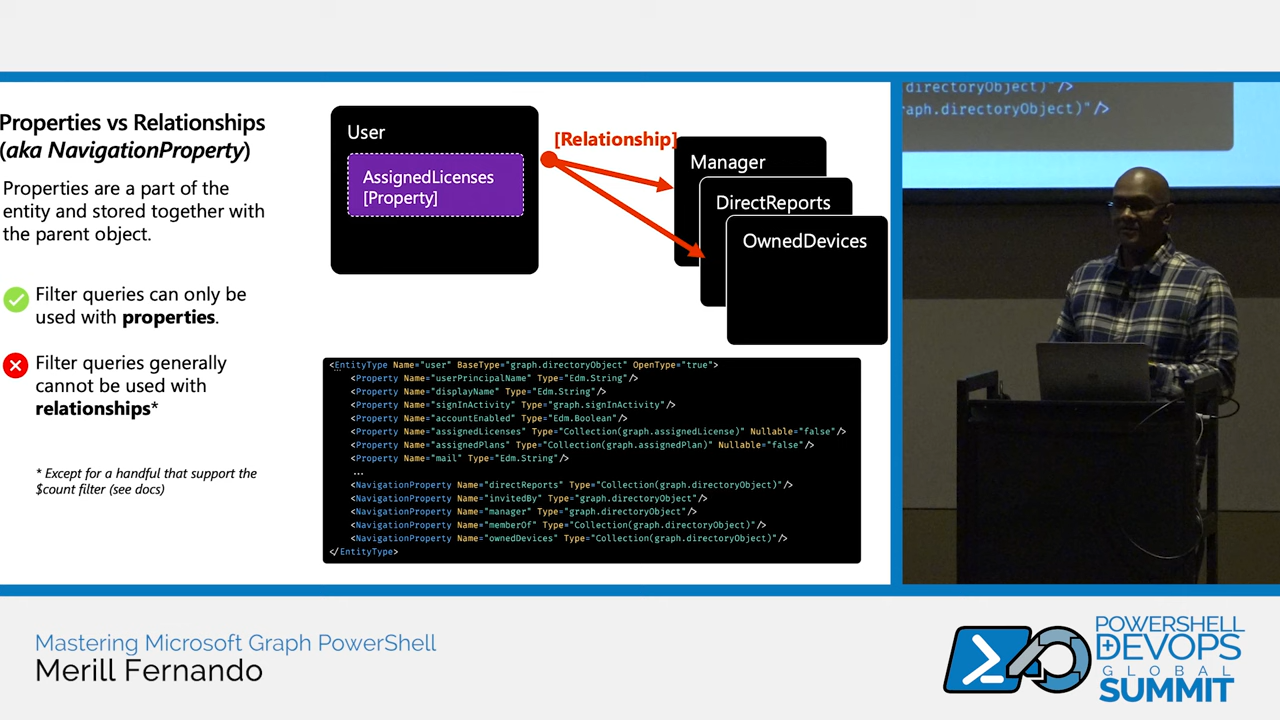 Properties vs Relationships
(aka NavigationProperty)
Properties are a part of the
entity and stored together with
the parent object.
Filter queries can only be
used with properties.
Filter queries generally
cannot be used with
relationships*
* Except for a handful that support the
$count filter (see docs)
User
AssignedLicenses
[Property]
[Relationship]
Manager
DirectReports
OwnedDevices
<EntityType Name="user" BaseType="graph.directoryObject" OpenType="true">
...
<Property Name="userPrincipalName" Type="Edm.String"/>
<Property Name="displayName" Type="Edm.String"/>
<Property Name="signInActivity" Type="graph.signInActivity"/>
<Property Name="accountEnabled" Type="Edm.Boolean"/>
<Property Name="assignedLicenses" Type="Collection(graph.assignedLicense)" Nullable="false"/>
<Property Name="assignedPlans" Type="Collection(graph.assignedPlan)" Nullable="false"/>
<Property Name="mail" Type="Edm.String"/>
...
<NavigationProperty Name="directReports" Type="Collection(graph.directoryObject)"/>
<NavigationProperty Name="invitedBy" Type="graph.directoryObject"/>
<NavigationProperty Name="manager" Type="graph.directoryObject"/>
<NavigationProperty Name="memberOf" Type="Collection(graph.directoryObject)"/>
<NavigationProperty Name="ownedDevices" Type="Collection(graph.directoryObject)"/>
</EntityType>
directoryObject)"/>
graph.directoryObject)"/>
Mastering Microsoft Graph PowerShell
Merill Fernando
POWERSHELL
+DEVOPS
GLOBAL
SUMMIT